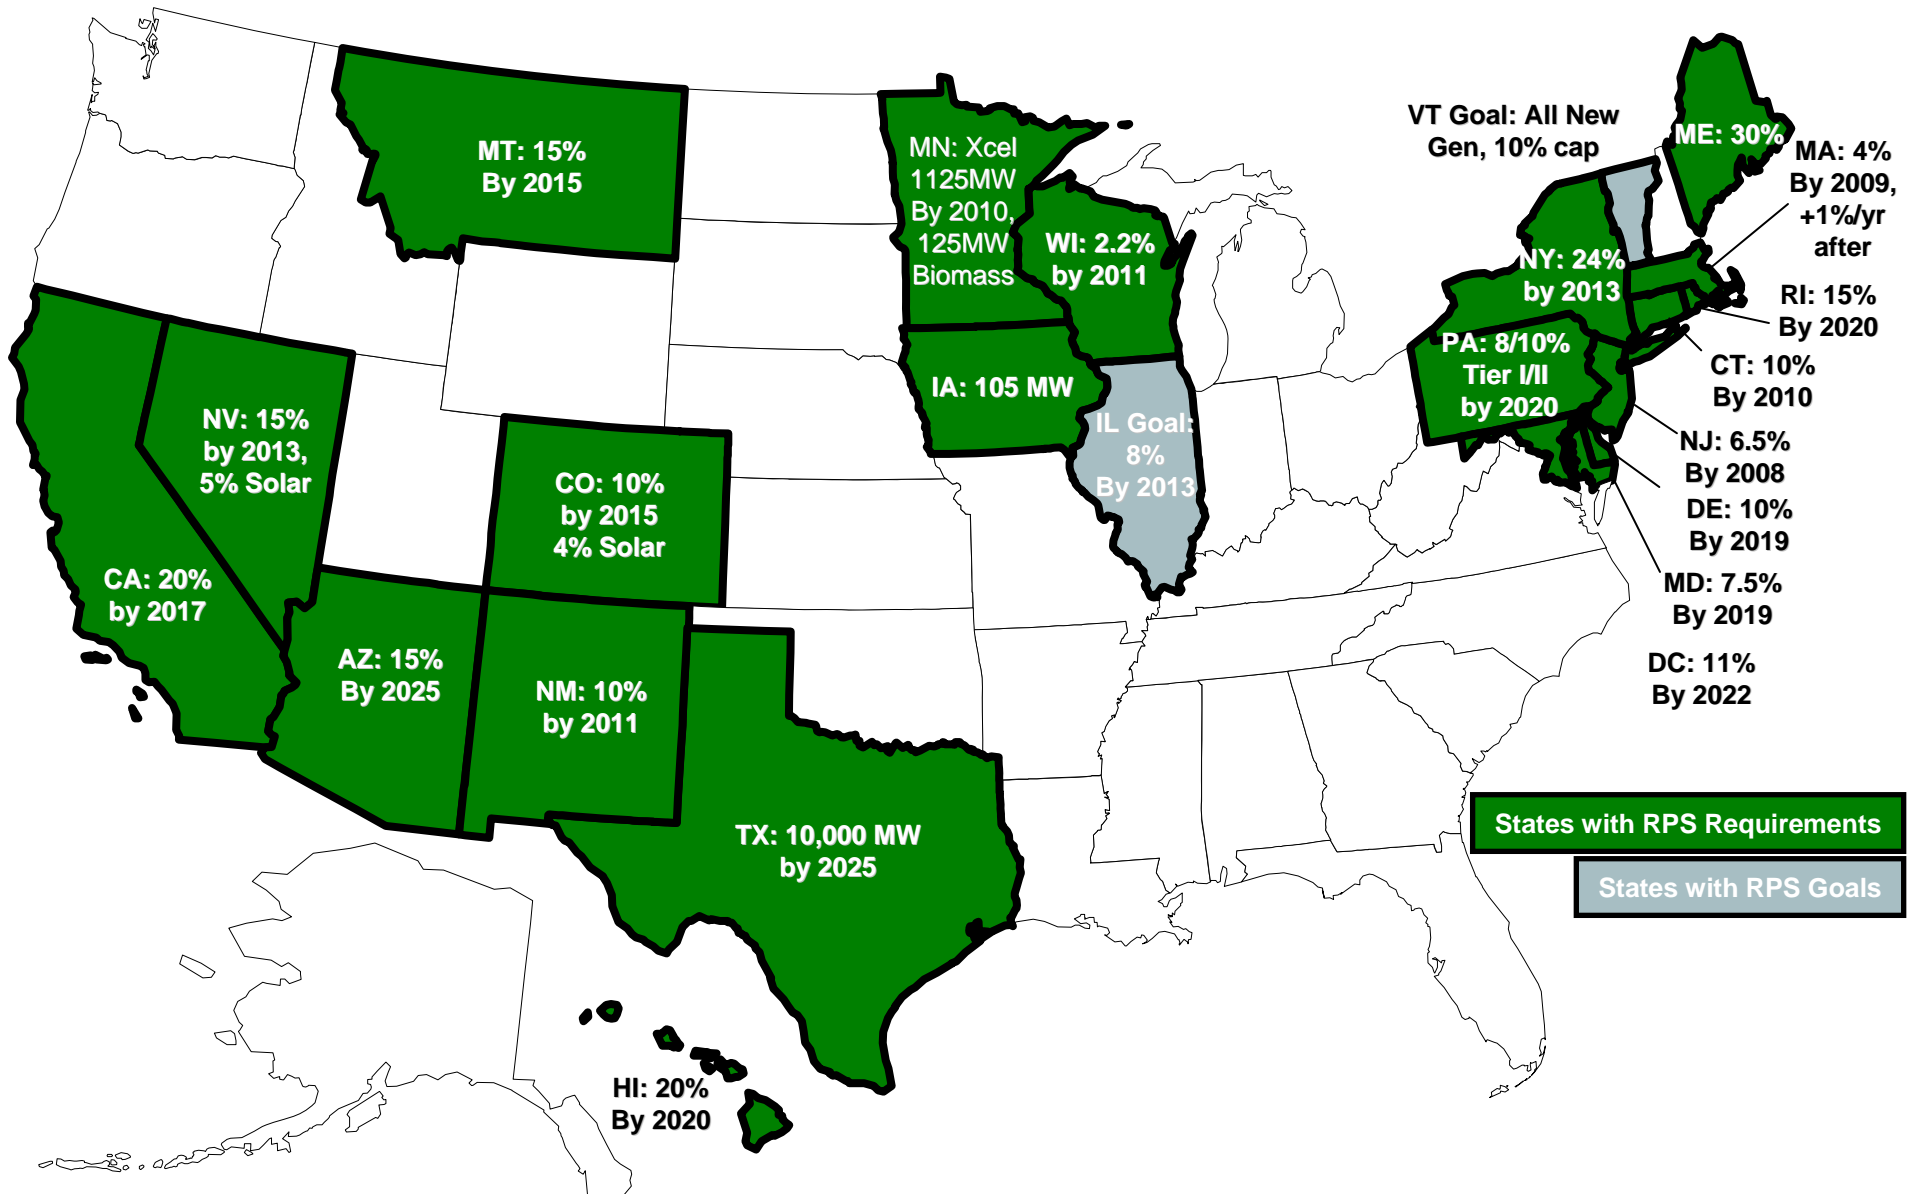 VT Goal: All New
Gen, 10% cap
ME: 30%
MA: 4%
By 2009,
+1%/yr
after
MT: 15%
By 2015
MN: Xcel
1125MW
By 2010,
125MW
Biomass
WI: 2.2%
by 2011
NY: 24%
by 2013
RI: 15%
By 2020
PA: 8/10%
Tier I/II
by 2020
CT: 10%
By 2010
IA: 105 MW
IL Goal:
8%
By 2013
NV: 15%
by 2013,
5% Solar
NJ: 6.5%
By 2008
CO: 10%
by 2015
4% Solar
DE: 10%
By 2019
CA: 20%
by 2017
MD: 7.5%
By 2019
AZ: 15%
By 2025
NM: 10%
by 2011
DC: 11%
By 2022
TX: 10,000 MW
by 2025
States with RPS Requirements
States with RPS Goals
HI: 20%
By 2020